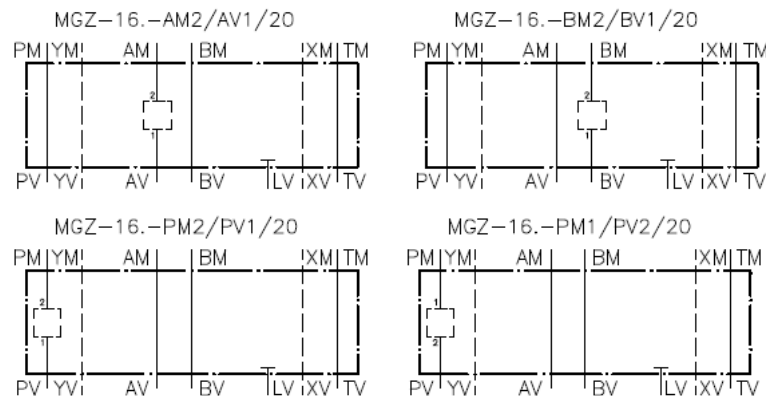 MGZ-16.-AM2/AV1/20
PM YM AM BM XM TM
2
1
PV YV AV BV LV XV TV
MGZ-16.-BM2/BV1/20
PM YM AM BM XM TM
2
1
PV YV AV BV LV XV TV
MGZ-16.-PM2/PV1/20
PM YM AM BM XM TM
2
1
PV YV AV BV LV XV TV
MGZ-16.-PM1/PV2/20
PM YM AM BM XM TM
1
2
PV YV AV BV LV XV TV